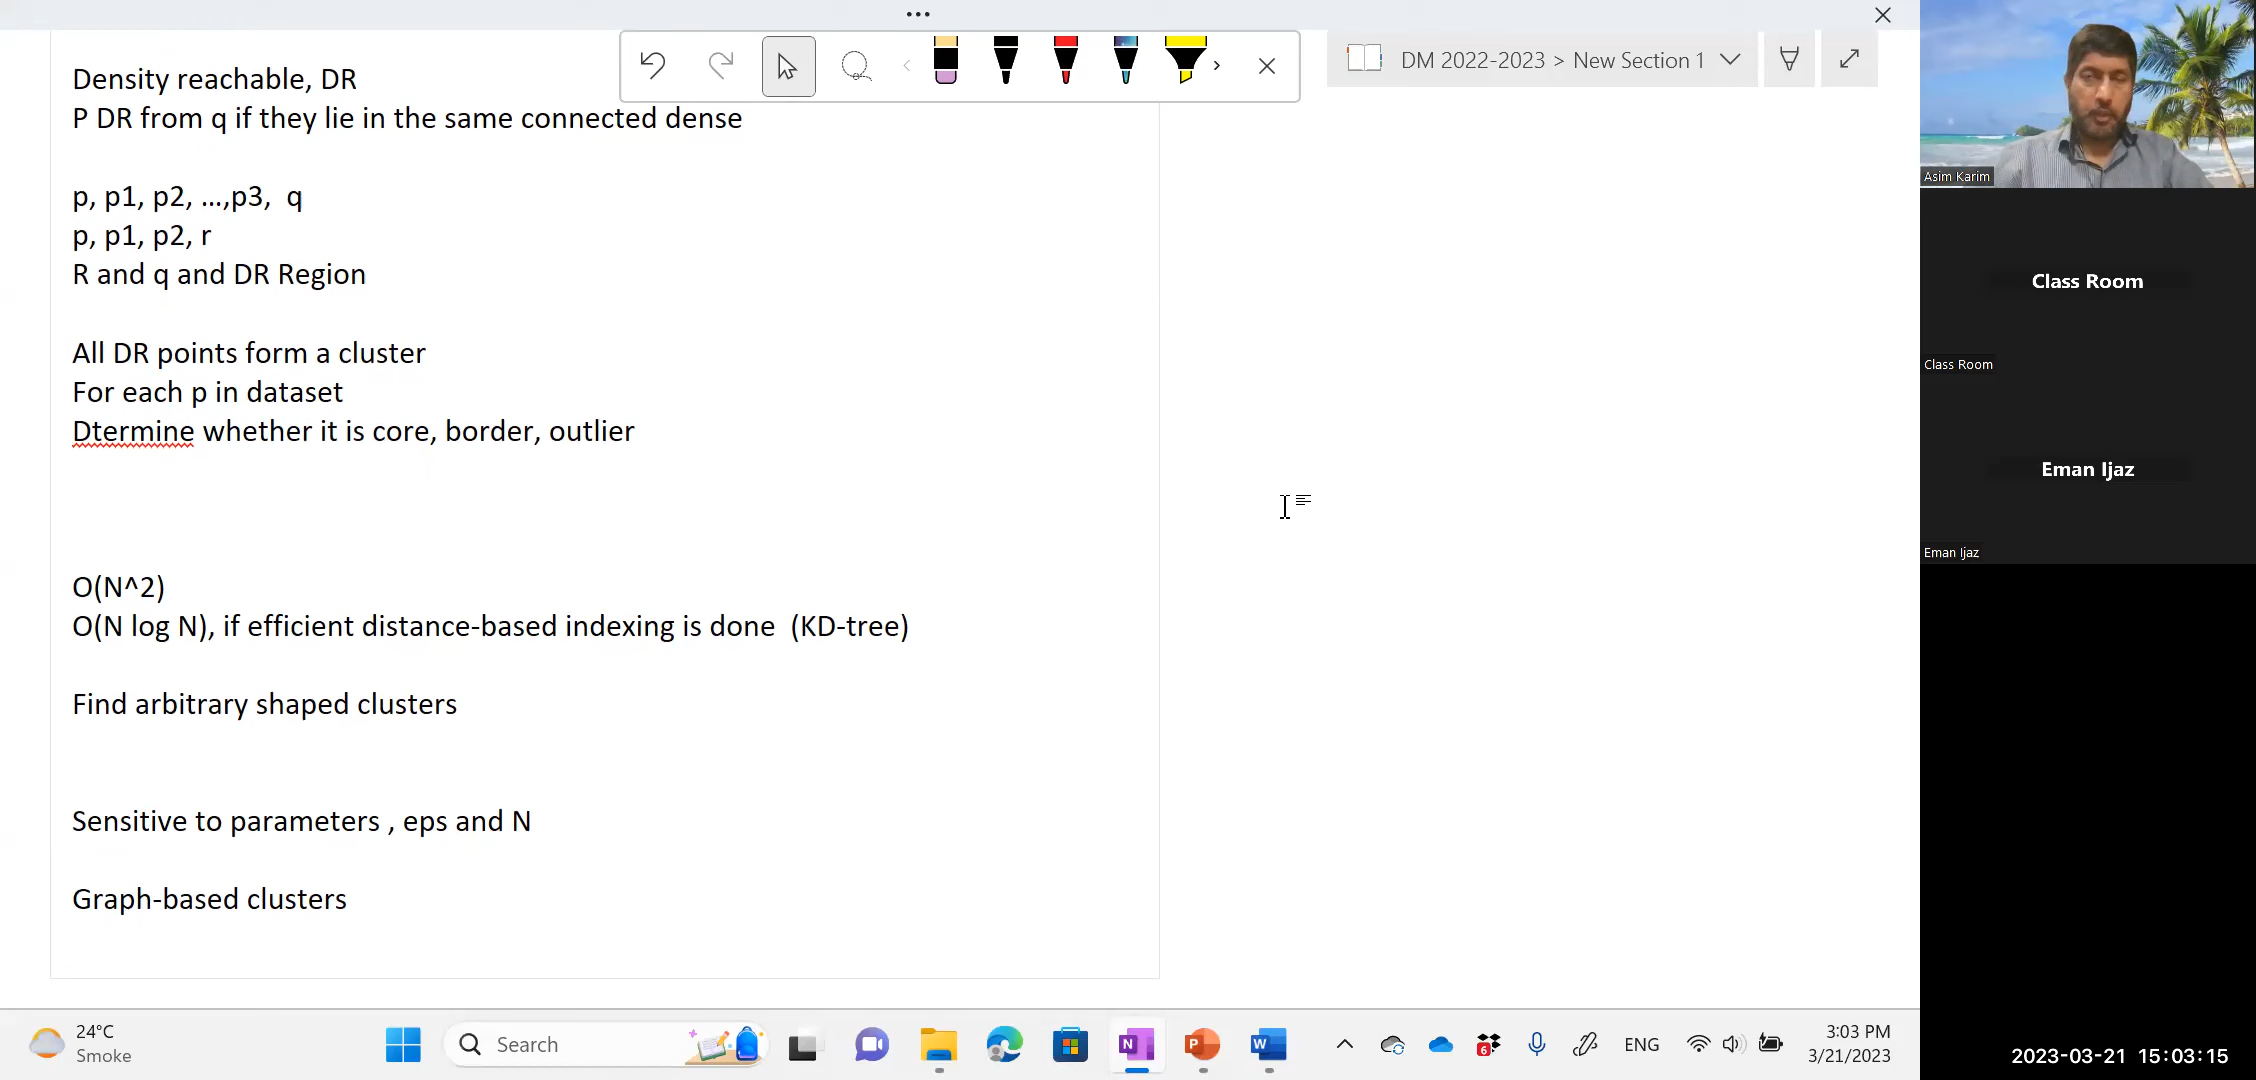 DM 2022-2023 > New Section 1
Density reachable, DR
P DR from q if they lie in the same connected dense
p, p1, p2, ...,p3,  q
p, p1, p2, r
R and q and DR Region
All DR points form a cluster
For each p in dataset
Dtermine whether it is core, border, outlier
O(N^2)
O(N log N), if efficient distance-based indexing is done  (KD-tree)
Find arbitrary shaped clusters
Sensitive to parameters , eps and N
Graph-based clusters
Asim Karim
Class Room
Class Room
Eman Ijaz
Eman Ijaz
24°C
Smoke
Search
N
P
W
6
ENG
3:03 PM
3/21/2023
2023-03-21 15:03:15